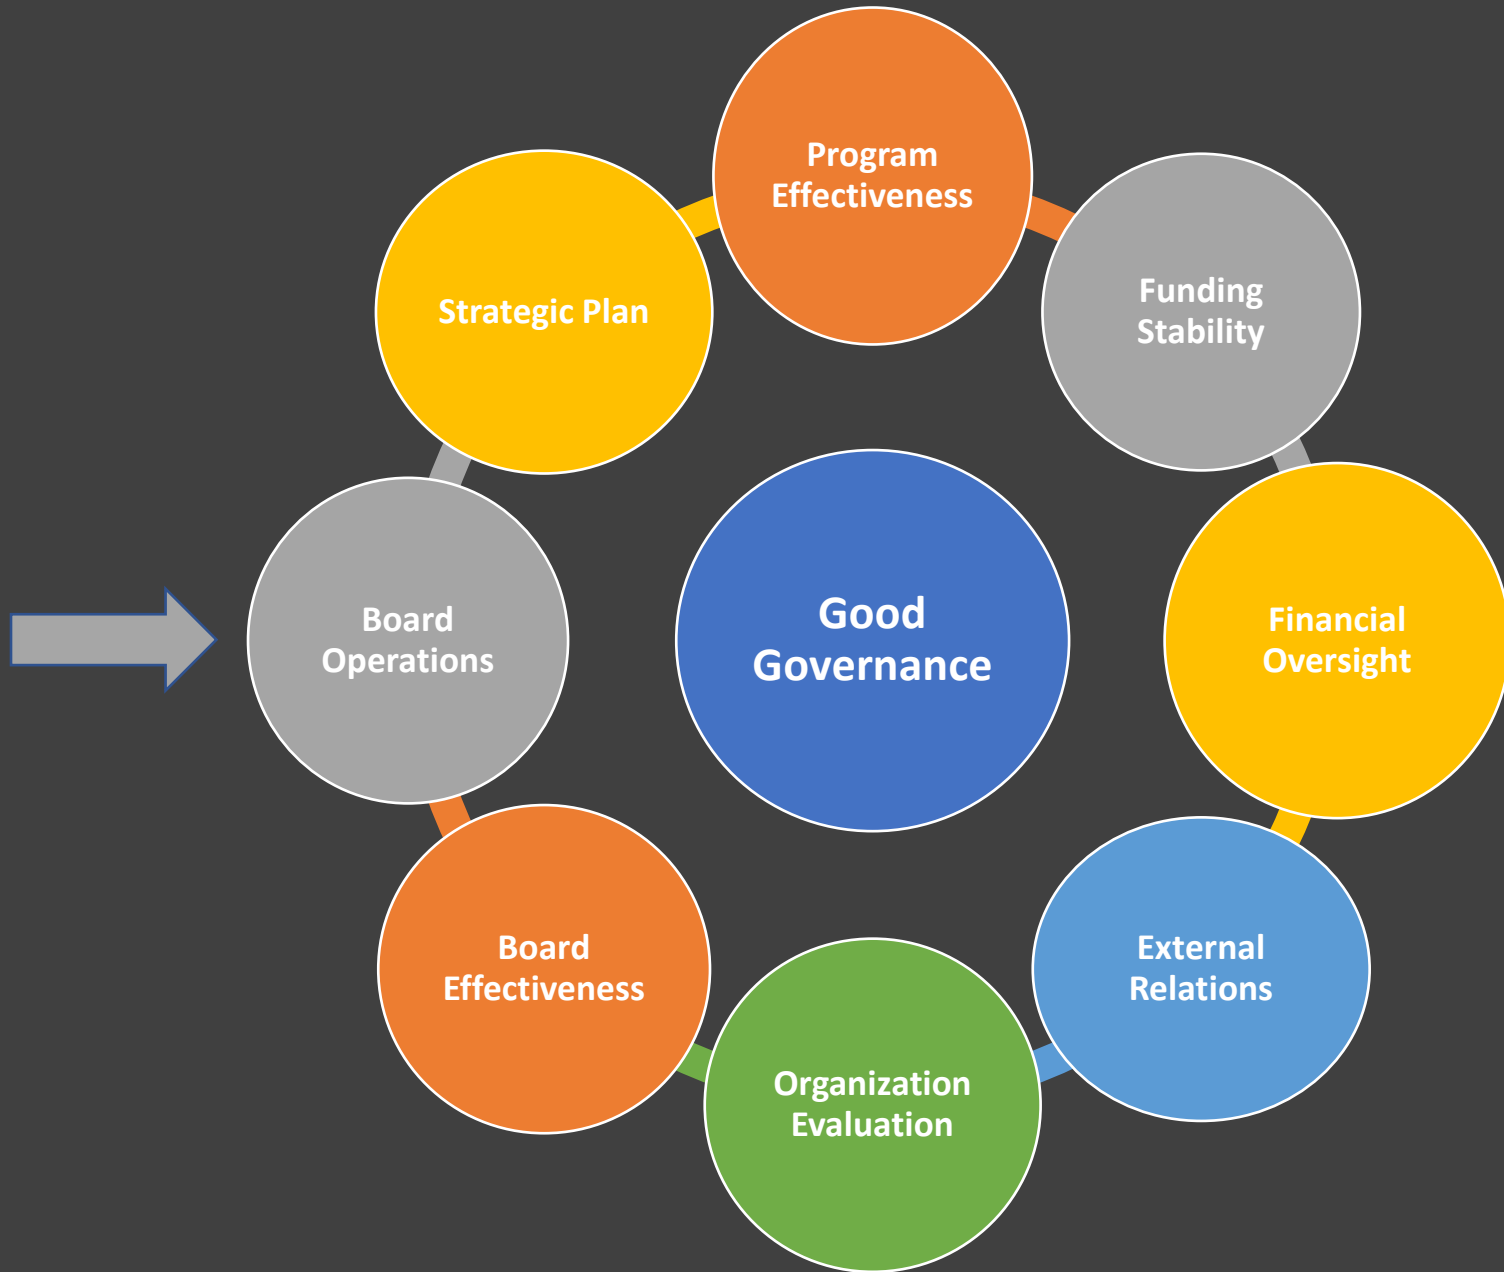 Program
Effectiveness
Strategic Plan
Funding
Stability
Board
Operations
Good
Governance
Financial
Oversight
Board
Effectiveness
External
Relations
Organization
Evaluation